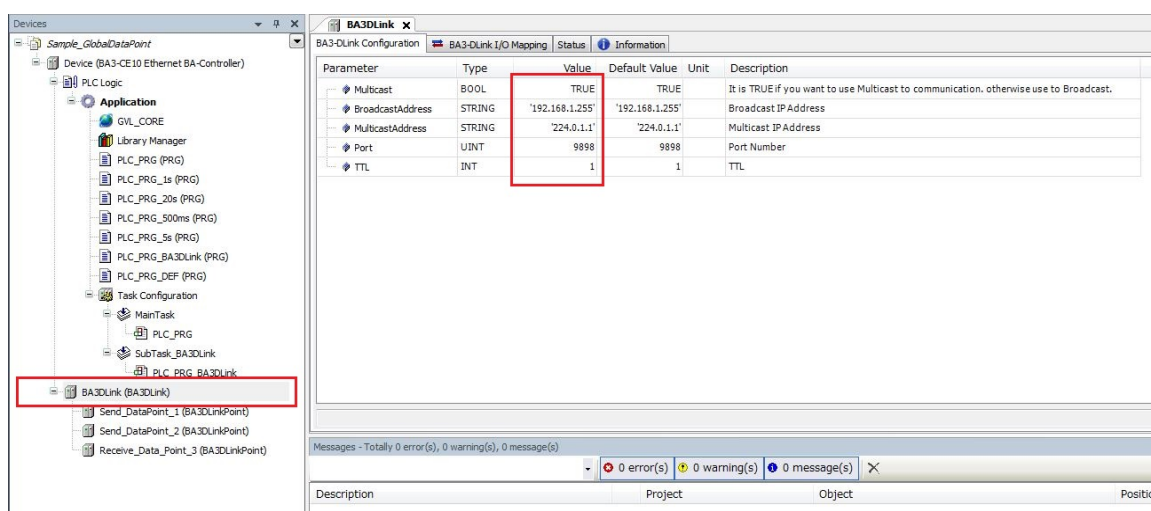 Devices
Sample_GlobalDataPoint
Device (BA3-CE10 Ethernet BA-Controller)
PLC Logic
Application
GVL_CORE
Library Manager
PLC_PRG (PRG)
PLC_PRG_1s (PRG)
PLC_PRG_20s (PRG)
PLC_PRG_500ms (PRG)
PLC_PRG_5s (PRG)
PLC_PRG_BA3DLink (PRG)
PLC_PRG_DEF (PRG)
Task Configuration
MainTask
PLC_PRG
SubTask_BA3DLink
PLC_PRG_BA3DLink
BA3DLink (BA3DLink)
Send_DataPoint_1 (BA3DLinkPoint)
Send_DataPoint_2 (BA3DLinkPoint)
Receive_Data_Point_3 (BA3DLinkPoint)
BA3DLink
BA3-DLink Configuration BA3-DLink I/O Mapping Status Information
Parameter Type Value Default Value Unit Description
Multicast BOOL TRUE TRUE It is TRUE if you want to use Multicast to communication. otherwise use to Broadcast.
BroadcastAddress STRING '192.168.1.255' '192.168.1.255' Broadcast IP Address
MulticastAddress STRING '224.0.1.1' '224.0.1.1' Multicast IP Address
Port UINT 9898 9898 Port Number
TTL INT 1 1 TTL
Messages - Totally 0 error(s), 0 warning(s), 0 message(s)
0 error(s) 0 warning(s) 0 message(s)
Description Project Object Positio